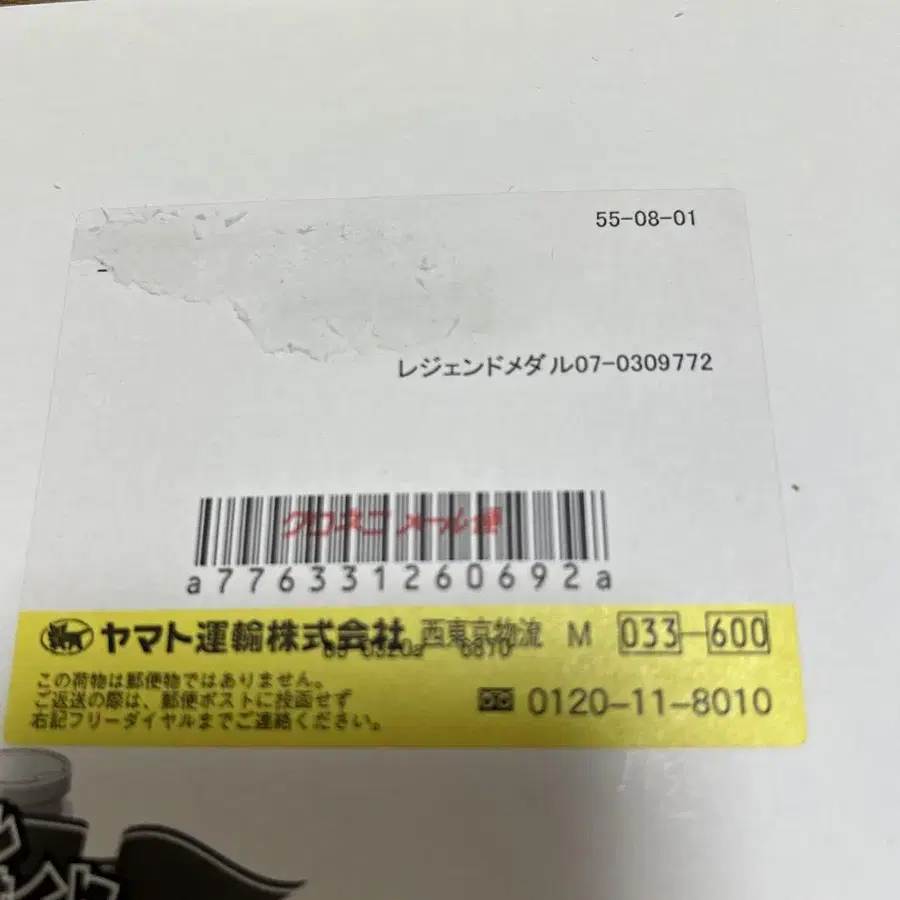 55-08-01
レジェンドメダル07-0309772
クロネコ メール便
a776331260692a
ヤマト運輸株式会社 西東京物流 M 033-600
この荷物は郵便物ではありません。
ご返送の際は、郵便ポストに投函せず
右記フリーダイヤルまでご連絡ください。
0120-11-8010